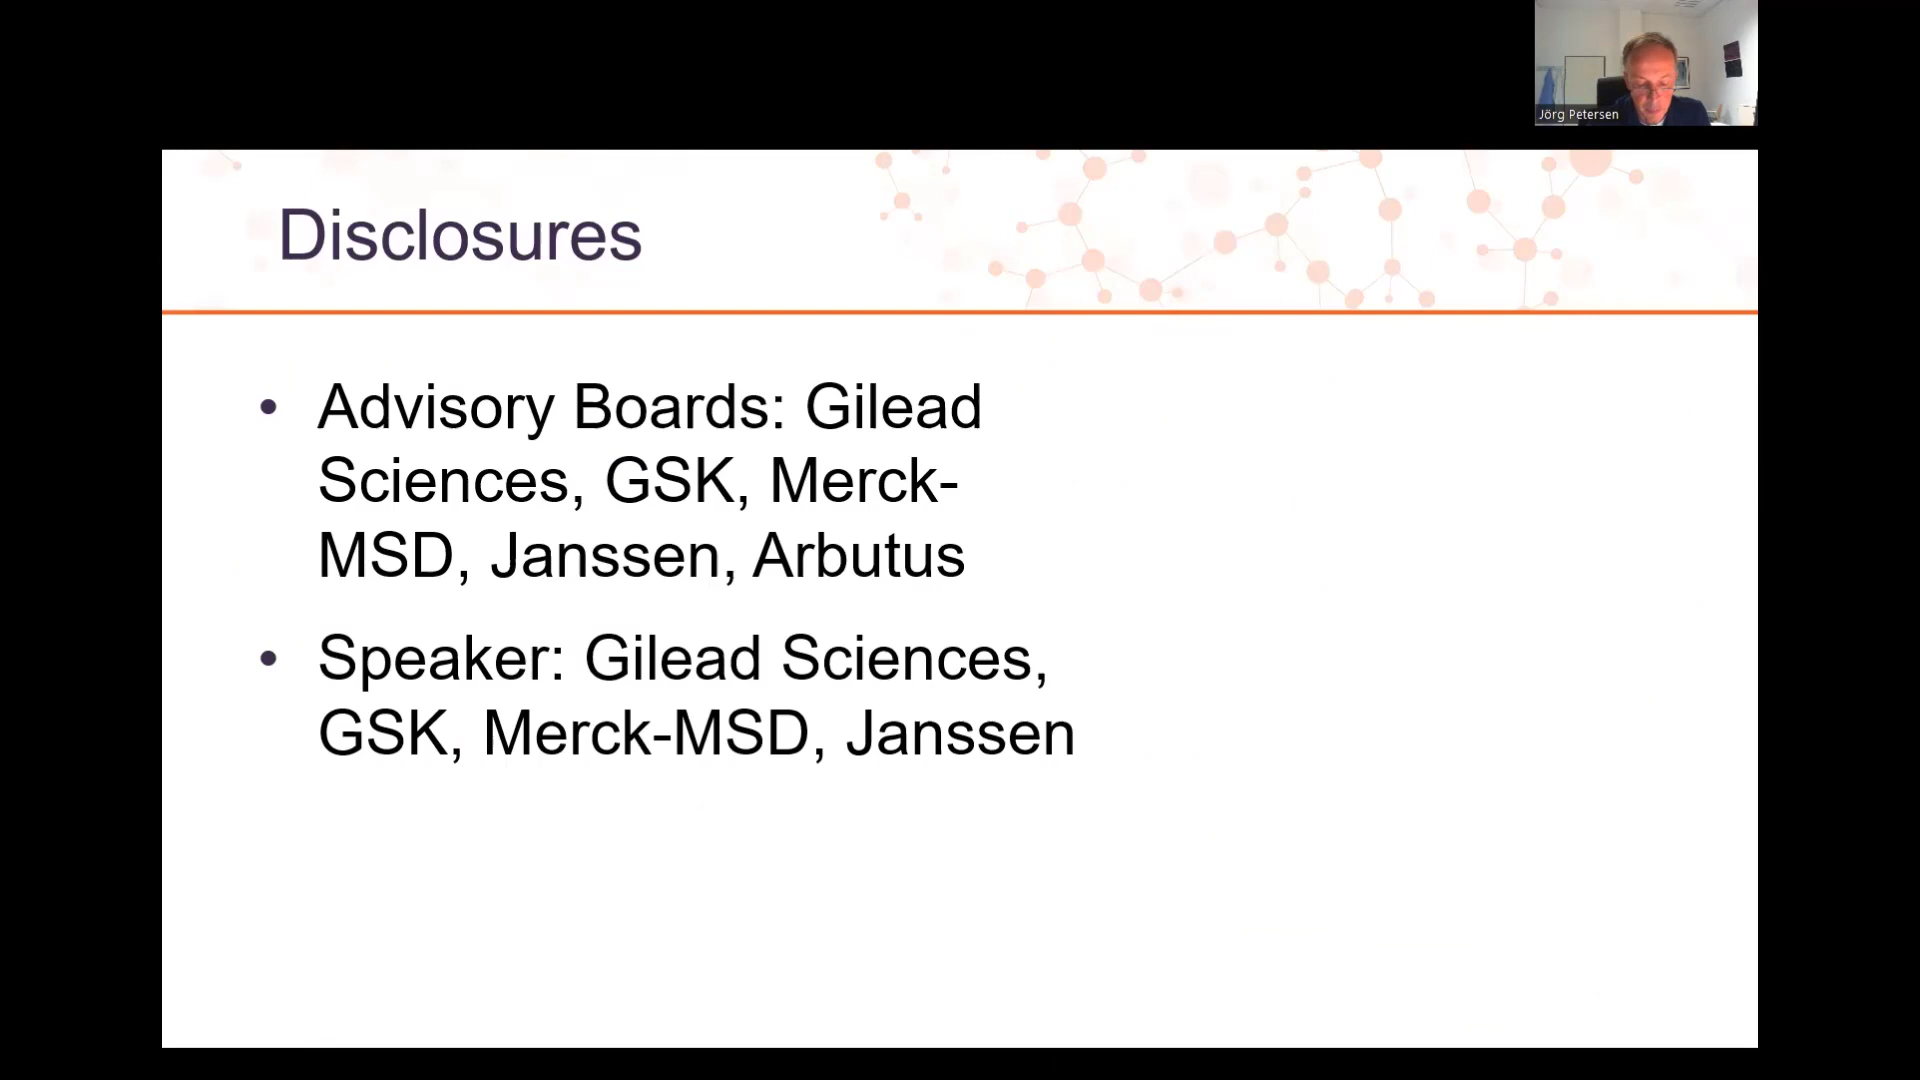 Jörg Petersen
Disclosures
• Advisory Boards: Gilead
Sciences, GSK, Merck-
MSD, Janssen, Arbutus
• Speaker: Gilead Sciences,
GSK, Merck-MSD, Janssen